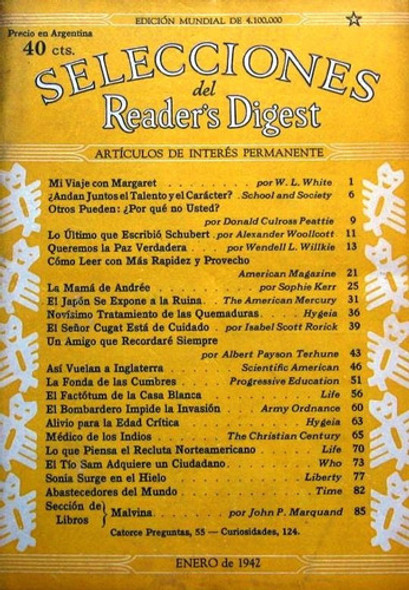 EDICIÓN MUNDIAL DE 4.100.000
Precio en Argentina
40 cts.
SELECCIONES
del
Reader's Digest
ARTÍCULOS DE INTERÉS PERMANENTE
Mi Viaje con Margaret . . . . . . . . por W. L. White 1
¿Andan Juntos el Talento y el Carácter? . School and Society 6
Otros Pueden: ¿Por qué no Usted?
por Donald Culross Peattie 9
Lo Último que Escribió Schubert . por Alexander Woollcott 11
Queremos la Paz Verdadera . . . por Wendell L. Willkie 13
Cómo Leer con Más Rapidez y Provecho
American Magazine 21
La Mamá de Andrée . . . . . . . . por Sophie Kerr 25
El Japón Se Expone a la Ruina . . The American Mercury 31
Novísimo Tratamiento de las Quemaduras . . . Hygeia 36
El Señor Cugat Está de Cuidado . por Isabel Scott Rorick 39
Un Amigo que Recordaré Siempre
por Albert Payson Terhune 43
Así Vuelan a Inglaterra . . . . . . Scientific American 46
La Fonda de las Cumbres . . . . Progressive Education 51
El Factótum de la Casa Blanca . . . . . . . . Life 56
El Bombardero Impide la Invasión . . . Army Ordnance 60
Alivio para la Edad Crítica . . . . . . . . Hygeia 63
Médico de los Indios . . . . . . The Christian Century 65
Lo que Piensa el Recluta Norteamericano . . . . Life 70
El Tío Sam Adquiere un Ciudadano . . . . . . Who 73
Sonia Surge en el Hielo . . . . . . . . . Liberty 77
Abastecedores del Mundo . . . . . . . . . Time 82
Sección de Libros } Malvina . . . . por John P. Marquand 85
Catorce Preguntas, 55 — Curiosidades, 124.
ENERO de 1942